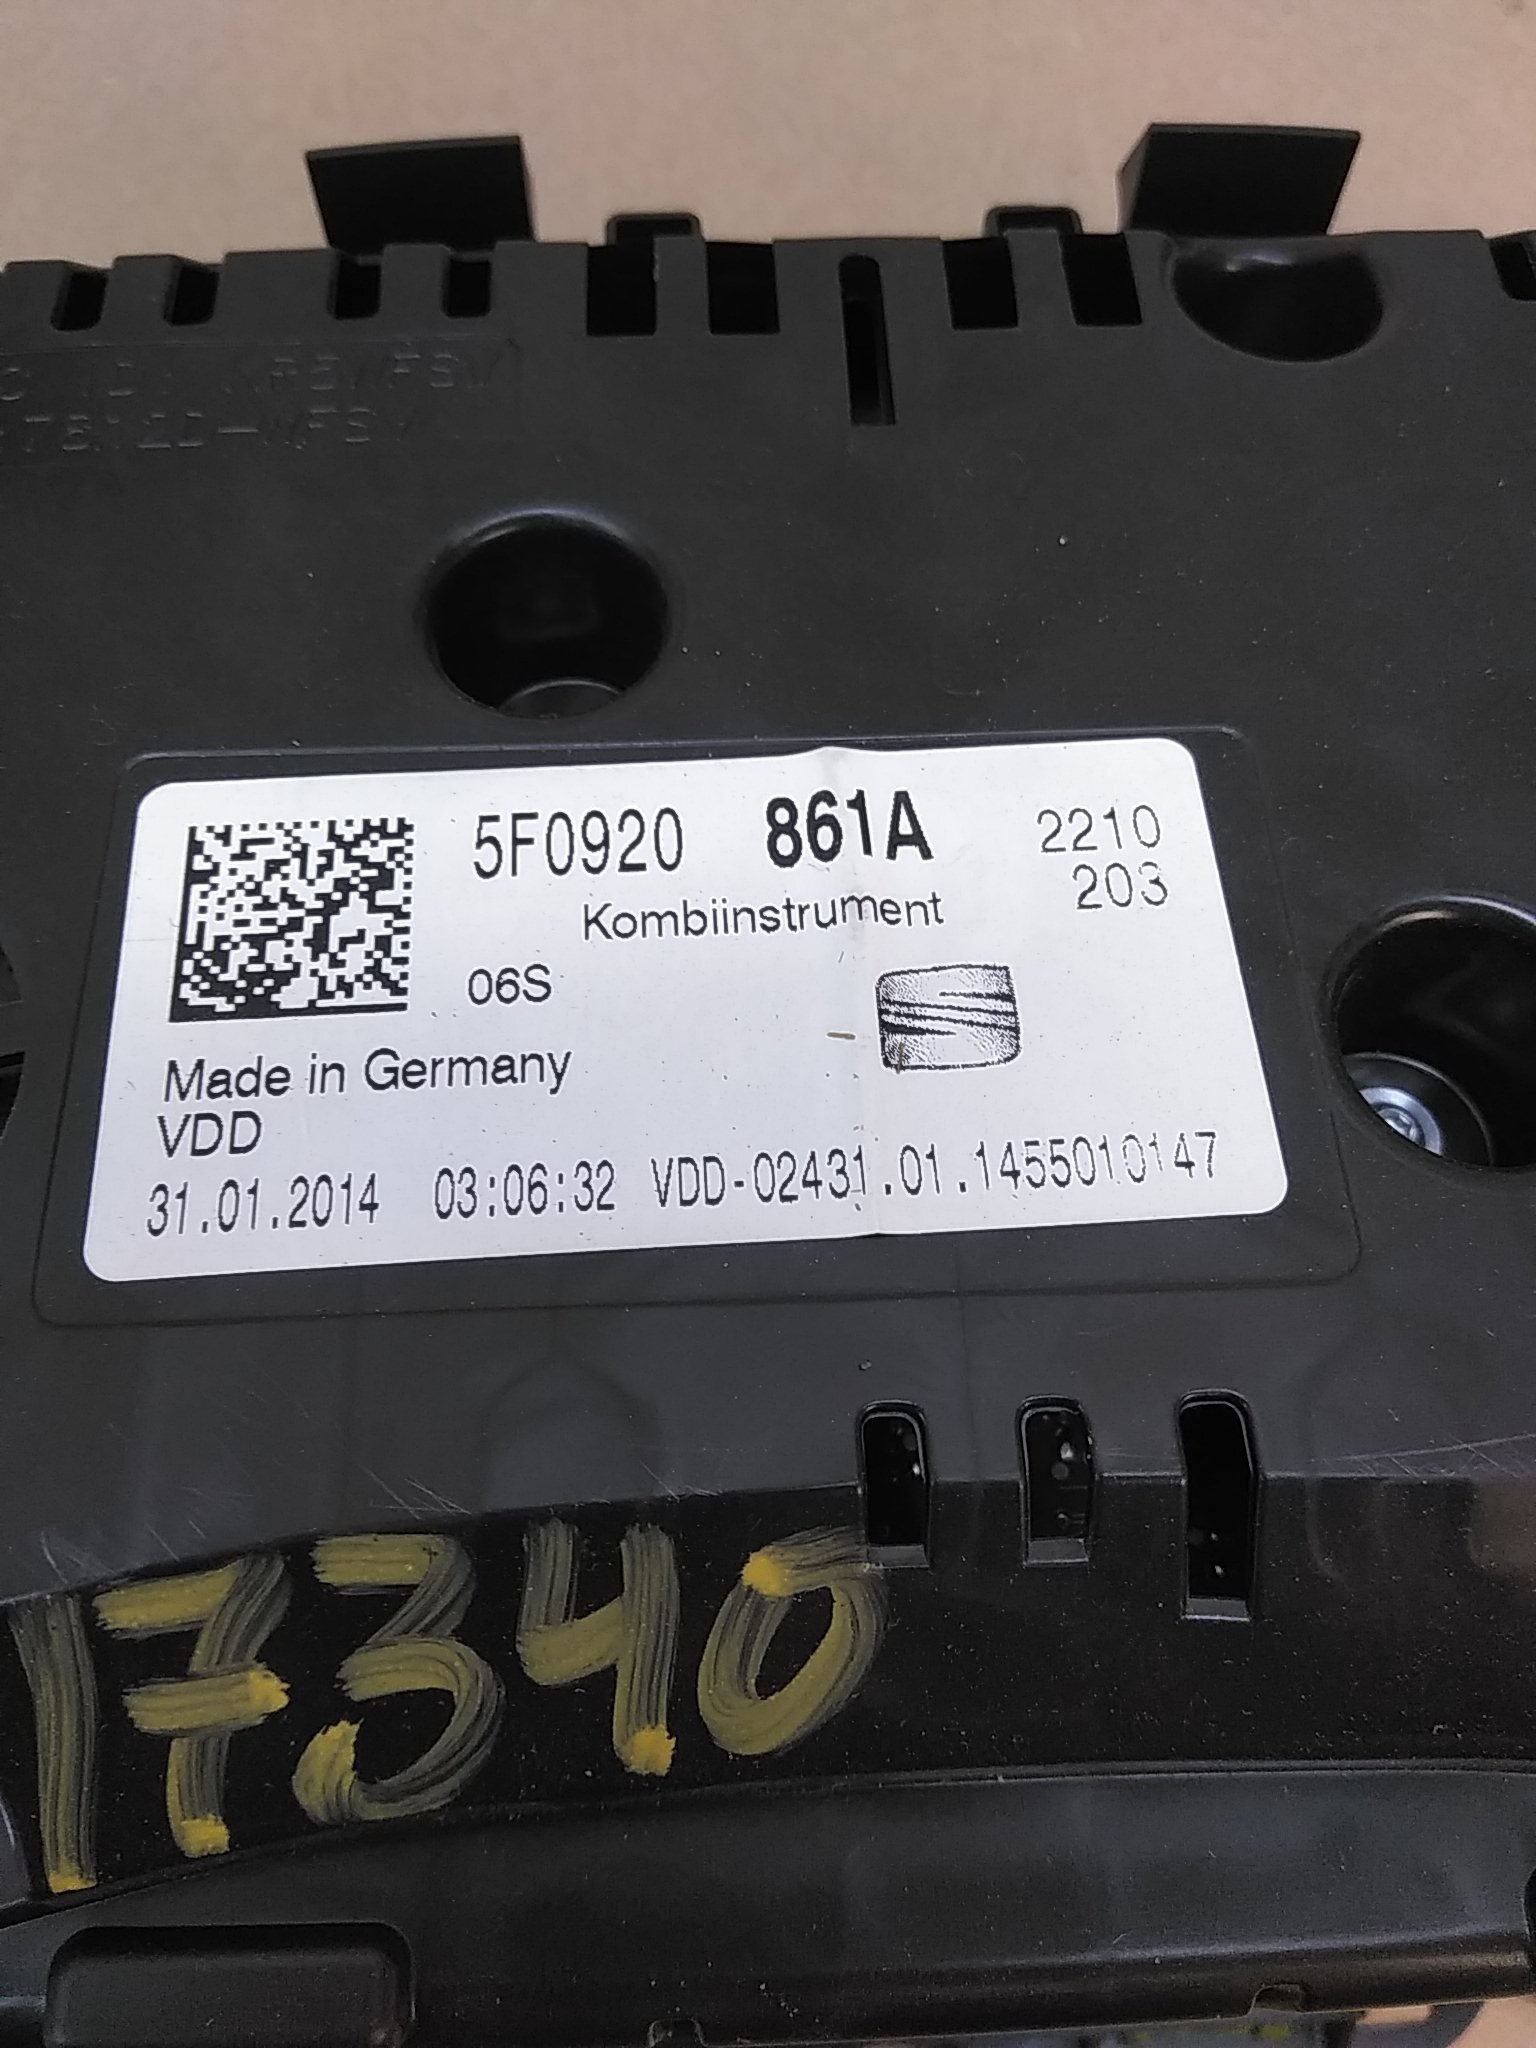 5F0920 861A 2210
203
Kombiinstrument
06S
Made in Germany
VDD
31.01.2014 03:06:32 VDD-02431.01.1455010147
17340